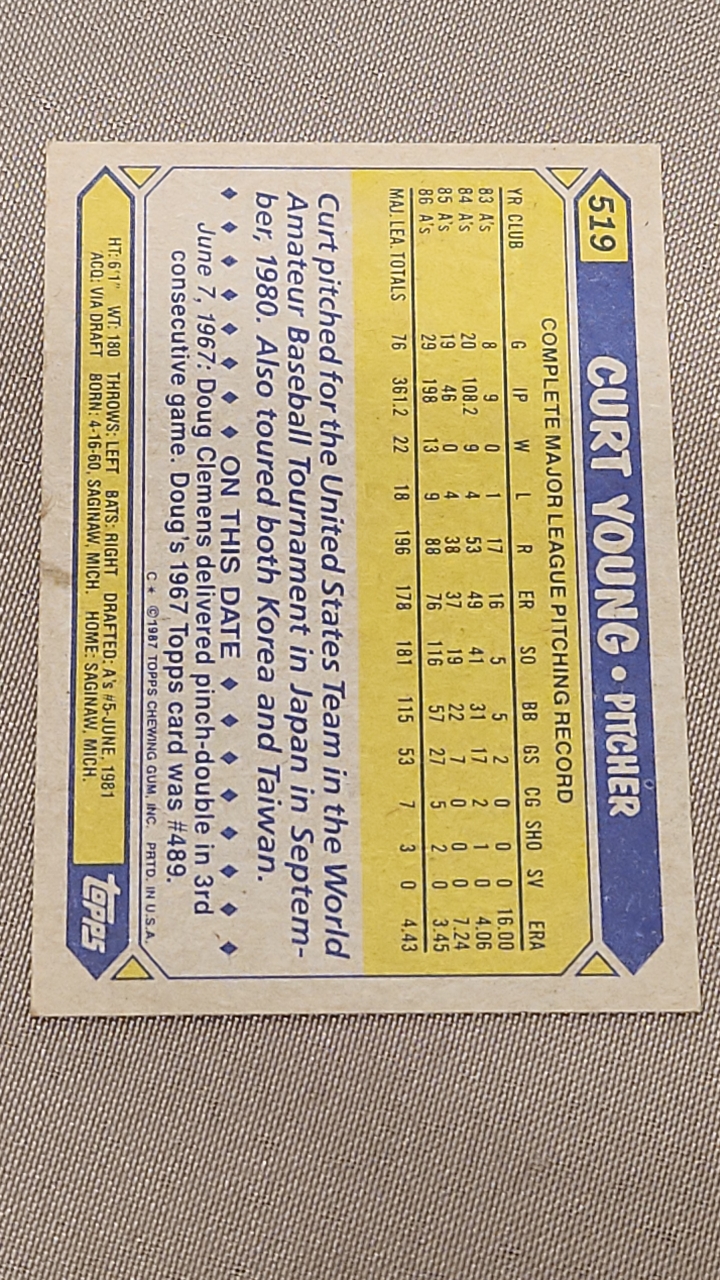 519 CURT YOUNG • PITCHER
COMPLETE MAJOR LEAGUE PITCHING RECORD
YR CLUB G IP W L R ER SO BB GS CG SHO SV ERA
83 A's 8 9 0 1 17 16 5 5 2 0 0 0 16.00
84 A's 20 108.2 9 4 53 49 41 31 17 2 1 0 4.06
85 A's 19 46 0 4 38 37 19 22 7 0 0 0 7.24
86 A's 29 198 13 9 88 76 116 57 27 5 2 0 3.45
MAJ. LEA. TOTALS 76 361.2 22 18 196 178 181 115 53 7 3 0 4.43
Curt pitched for the United States Team in the World
Amateur Baseball Tournament in Japan in Septem-
ber, 1980. Also toured both Korea and Taiwan.
♦ ♦ ♦ ♦ ♦ ♦ ♦ ♦ ON THIS DATE ♦ ♦ ♦ ♦ ♦ ♦ ♦ ♦
June 7, 1967: Doug Clemens delivered pinch-double in 3rd
consecutive game. Doug's 1967 Topps card was #489.
C* ©1987 TOPPS CHEWING GUM, INC. PRTD. IN U.S.A.
HT: 6'1" WT: 180 THROWS: LEFT BATS: RIGHT DRAFTED: A's #5-JUNE, 1981
ACQ: VIA DRAFT BORN: 4-16-60, SAGINAW, MICH. HOME: SAGINAW, MICH.
topps